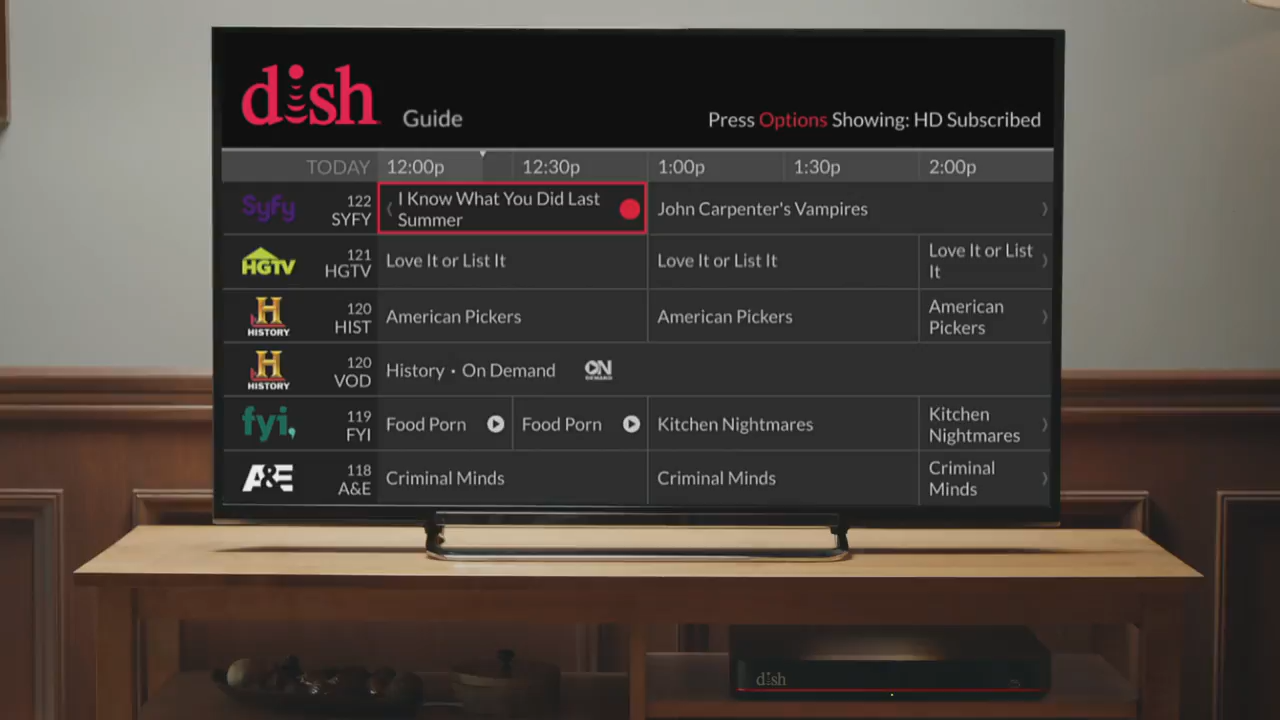 dish
Guide
Press Options Showing: HD Subscribed
TODAY
12:00p
12:30p
1:00p
1:30p
2:00p
Syfy
122
SYFY
I Know What You Did Last
Summer
John Carpenter's Vampires
HGTV
121
HGTV
Love It or List It
Love It or List It
Love It or List
It
H
HISTORY
120
HIST
American Pickers
American Pickers
American
Pickers
H
HISTORY
120
VOD
History • On Demand
ON
DEMAND
fyi,
119
FYI
Food Porn
Food Porn
Kitchen Nightmares
Kitchen
Nightmares
A&E
118
A&E
Criminal Minds
Criminal Minds
Criminal
Minds
dish